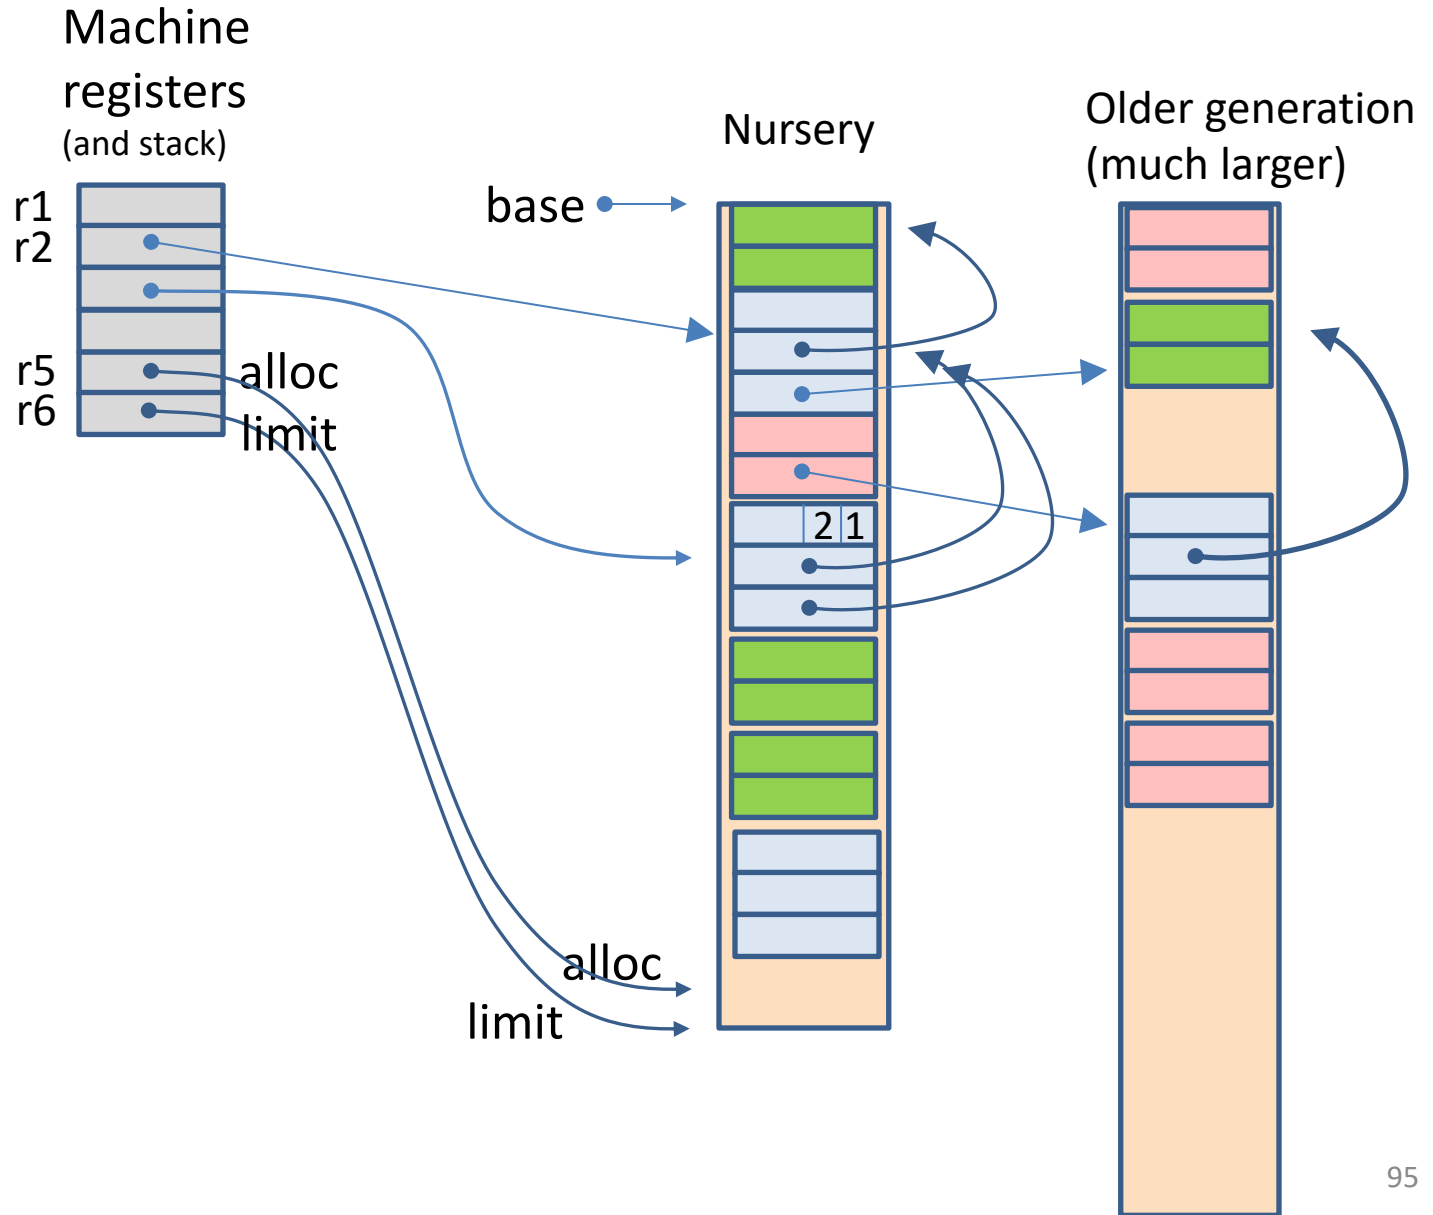 Machine
registers
(and stack)
r1
r2
r5
r6
alloc
limit
base
Nursery
Older generation
(much larger)
2 1
alloc
limit
95